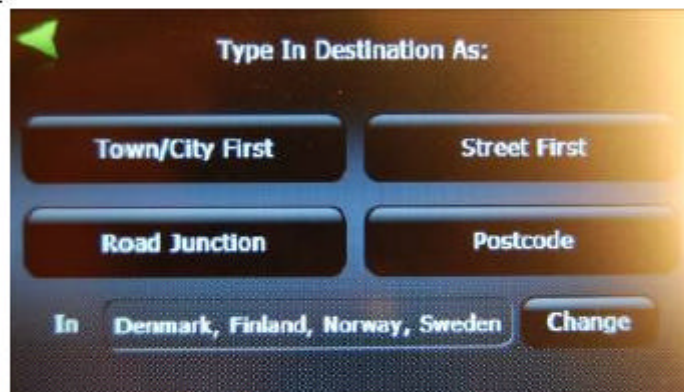 Type In Destination As:
Town/City First
Street First
Road Junction
Postcode
In Denmark, Finland, Norway, Sweden Change